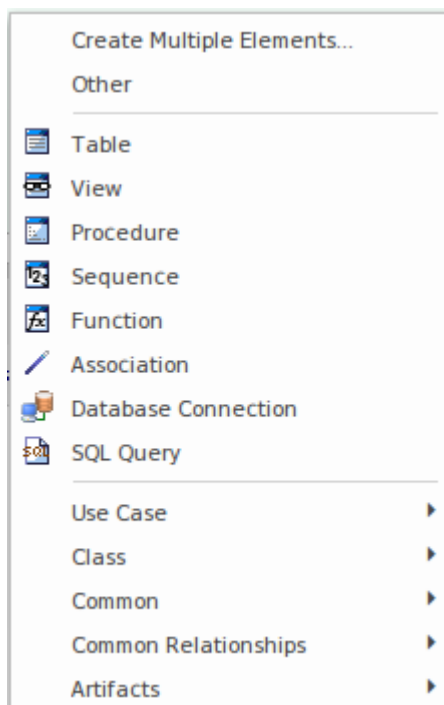 Create Multiple Elements...
Other
Table
View
Procedure
Sequence
Function
Association
Database Connection
SQL Query
Use Case
Class
Common
Common Relationships
Artifacts